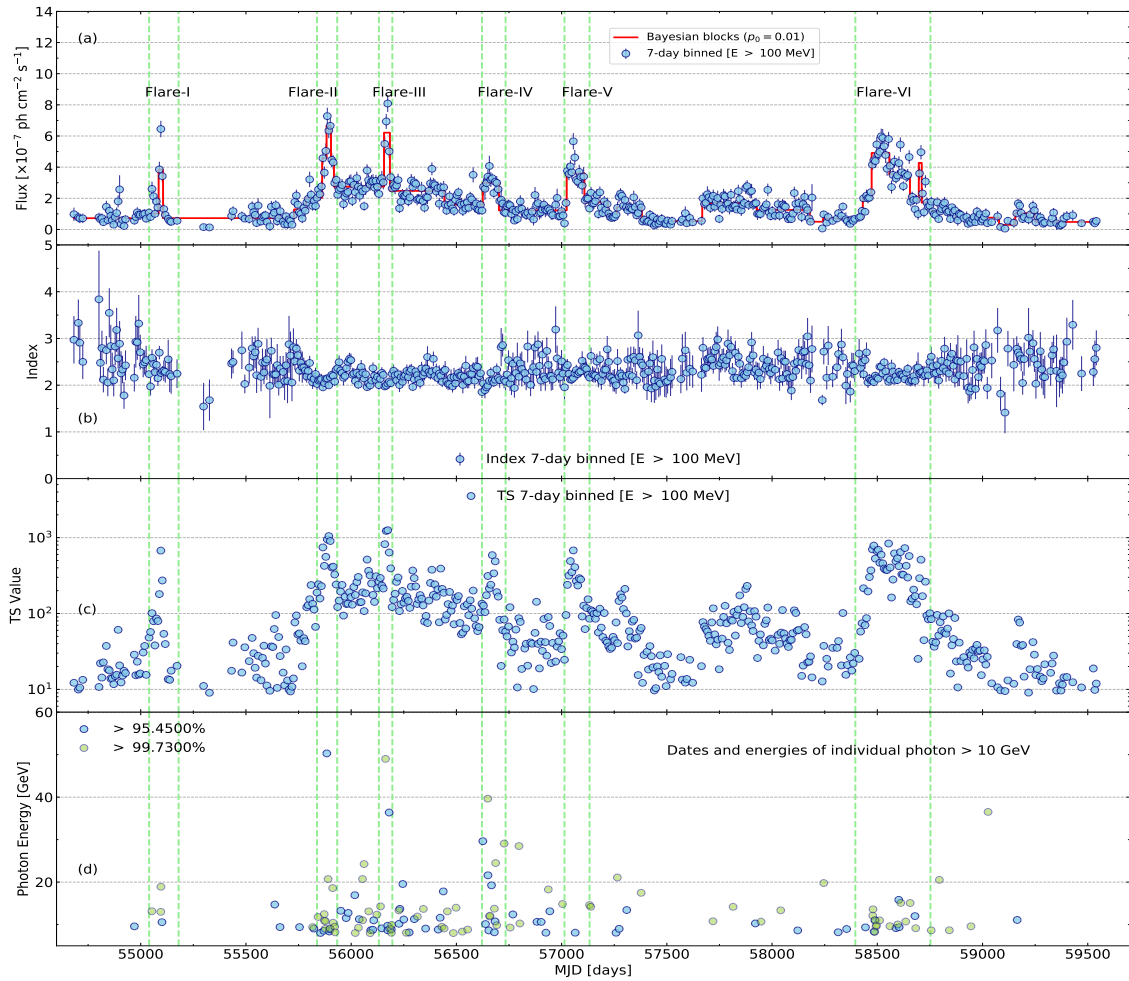 14
12
10
8
6
4
2
0
Flux [×10⁻⁷ ph cm⁻² s⁻¹]
(a)
Bayesian blocks (p₀ = 0.01)
7-day binned [E > 100 MeV]
Flare-I
Flare-II
Flare-III
Flare-IV
Flare-V
Flare-VI
5
4
3
2
1
0
Index
(b)
Index 7-day binned [E > 100 MeV]
TS 7-day binned [E > 100 MeV]
10³
10²
10¹
TS Value
(c)
60
40
20
Photon Energy [GeV]
> 95.4500%
> 99.7300%
Dates and energies of individual photon > 10 GeV
(d)
55000 55500 56000 56500 57000 57500 58000 58500 59000 59500
MJD [days]